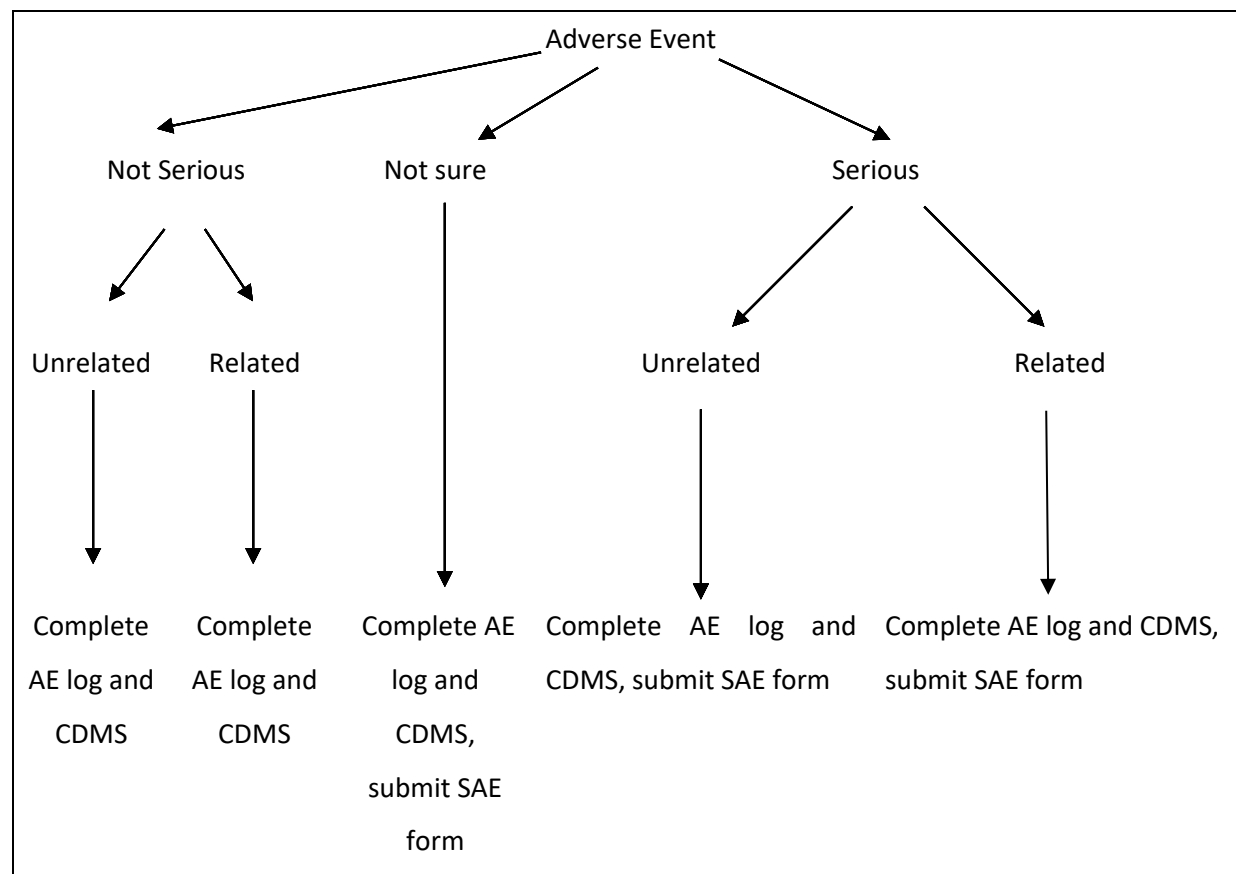 Adverse Event
Not Serious
Not sure
Serious
Unrelated
Related
Unrelated
Related
Complete
AE log and
CDMS
Complete
AE log and
CDMS
Complete AE
log and
CDMS,
submit SAE
form
Complete AE log and
CDMS, submit SAE form
Complete AE log and CDMS,
submit SAE form